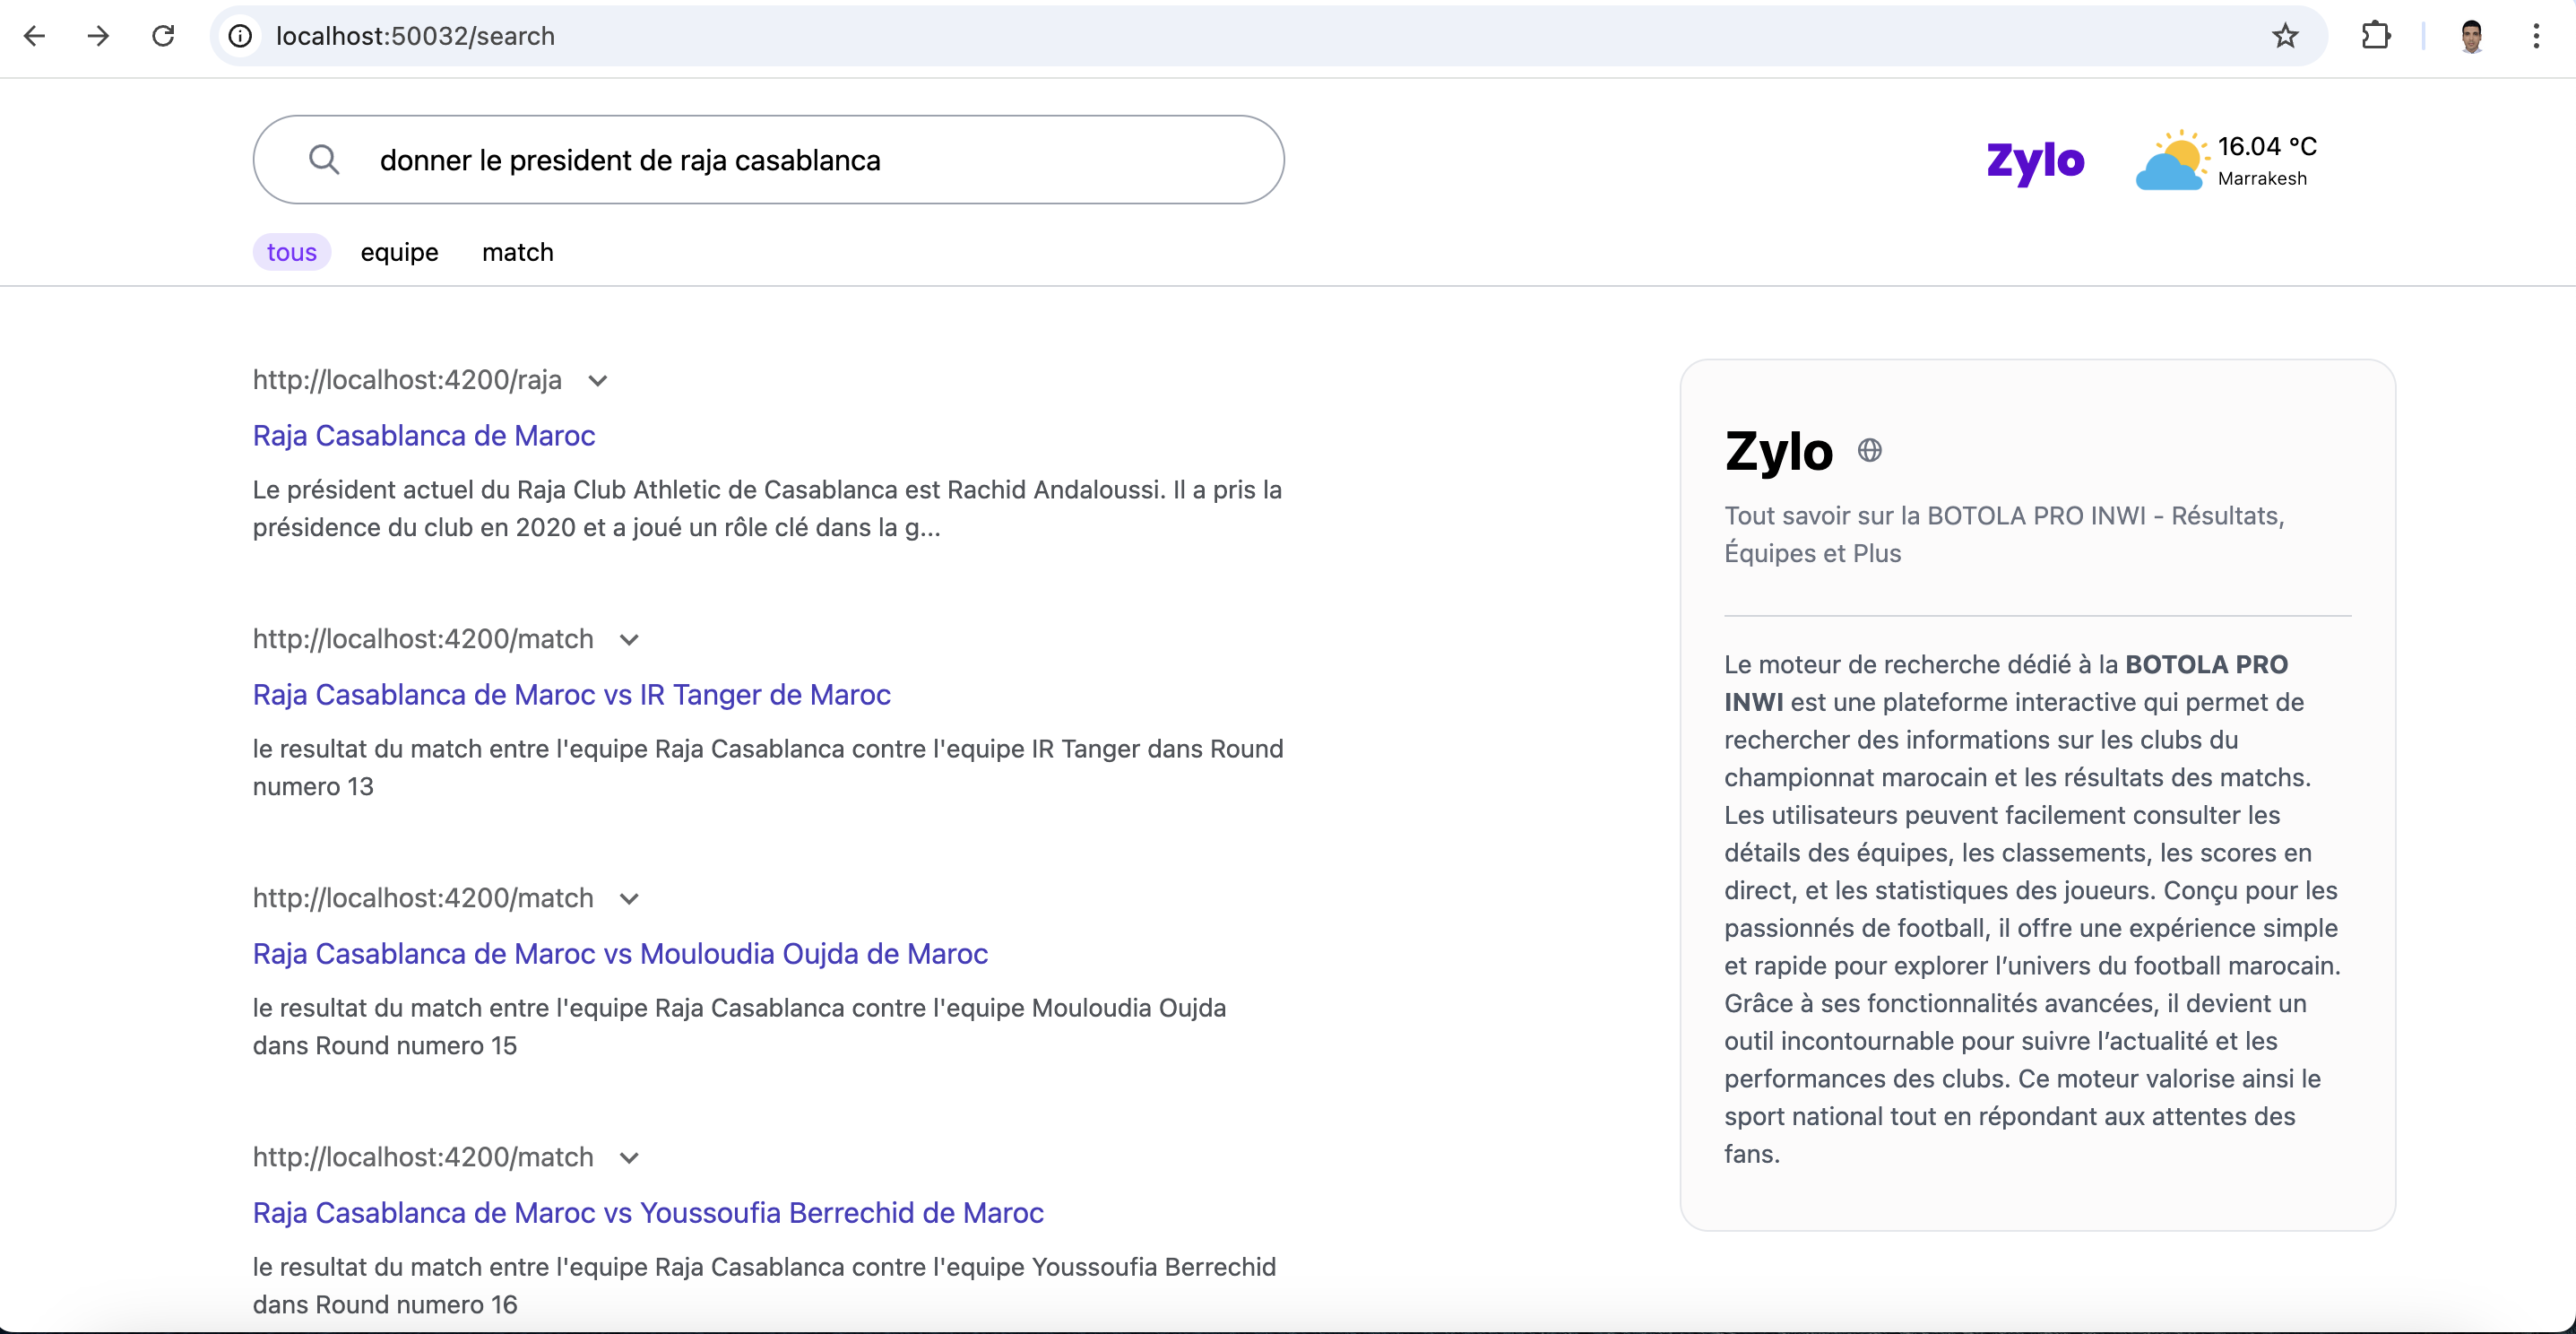 localhost:50032/search
donner le president de raja casablanca
Zylo
16.04 °C
Marrakesh
tous equipe match
http://localhost:4200/raja
Raja Casablanca de Maroc
Le président actuel du Raja Club Athletic de Casablanca est Rachid Andaloussi. Il a pris la
présidence du club en 2020 et a joué un rôle clé dans la g...
http://localhost:4200/match
Raja Casablanca de Maroc vs IR Tanger de Maroc
le resultat du match entre l'equipe Raja Casablanca contre l'equipe IR Tanger dans Round
numero 13
http://localhost:4200/match
Raja Casablanca de Maroc vs Mouloudia Oujda de Maroc
le resultat du match entre l'equipe Raja Casablanca contre l'equipe Mouloudia Oujda
dans Round numero 15
http://localhost:4200/match
Raja Casablanca de Maroc vs Youssoufia Berrechid de Maroc
le resultat du match entre l'equipe Raja Casablanca contre l'equipe Youssoufia Berrechid
dans Round numero 16
Zylo
Tout savoir sur la BOTOLA PRO INWI - Résultats,
Équipes et Plus
Le moteur de recherche dédié à la BOTOLA PRO
INWI est une plateforme interactive qui permet de
rechercher des informations sur les clubs du
championnat marocain et les résultats des matchs.
Les utilisateurs peuvent facilement consulter les
détails des équipes, les classements, les scores en
direct, et les statistiques des joueurs. Conçu pour les
passionnés de football, il offre une expérience simple
et rapide pour explorer l’univers du football marocain.
Grâce à ses fonctionnalités avancées, il devient un
outil incontournable pour suivre l’actualité et les
performances des clubs. Ce moteur valorise ainsi le
sport national tout en répondant aux attentes des
fans.